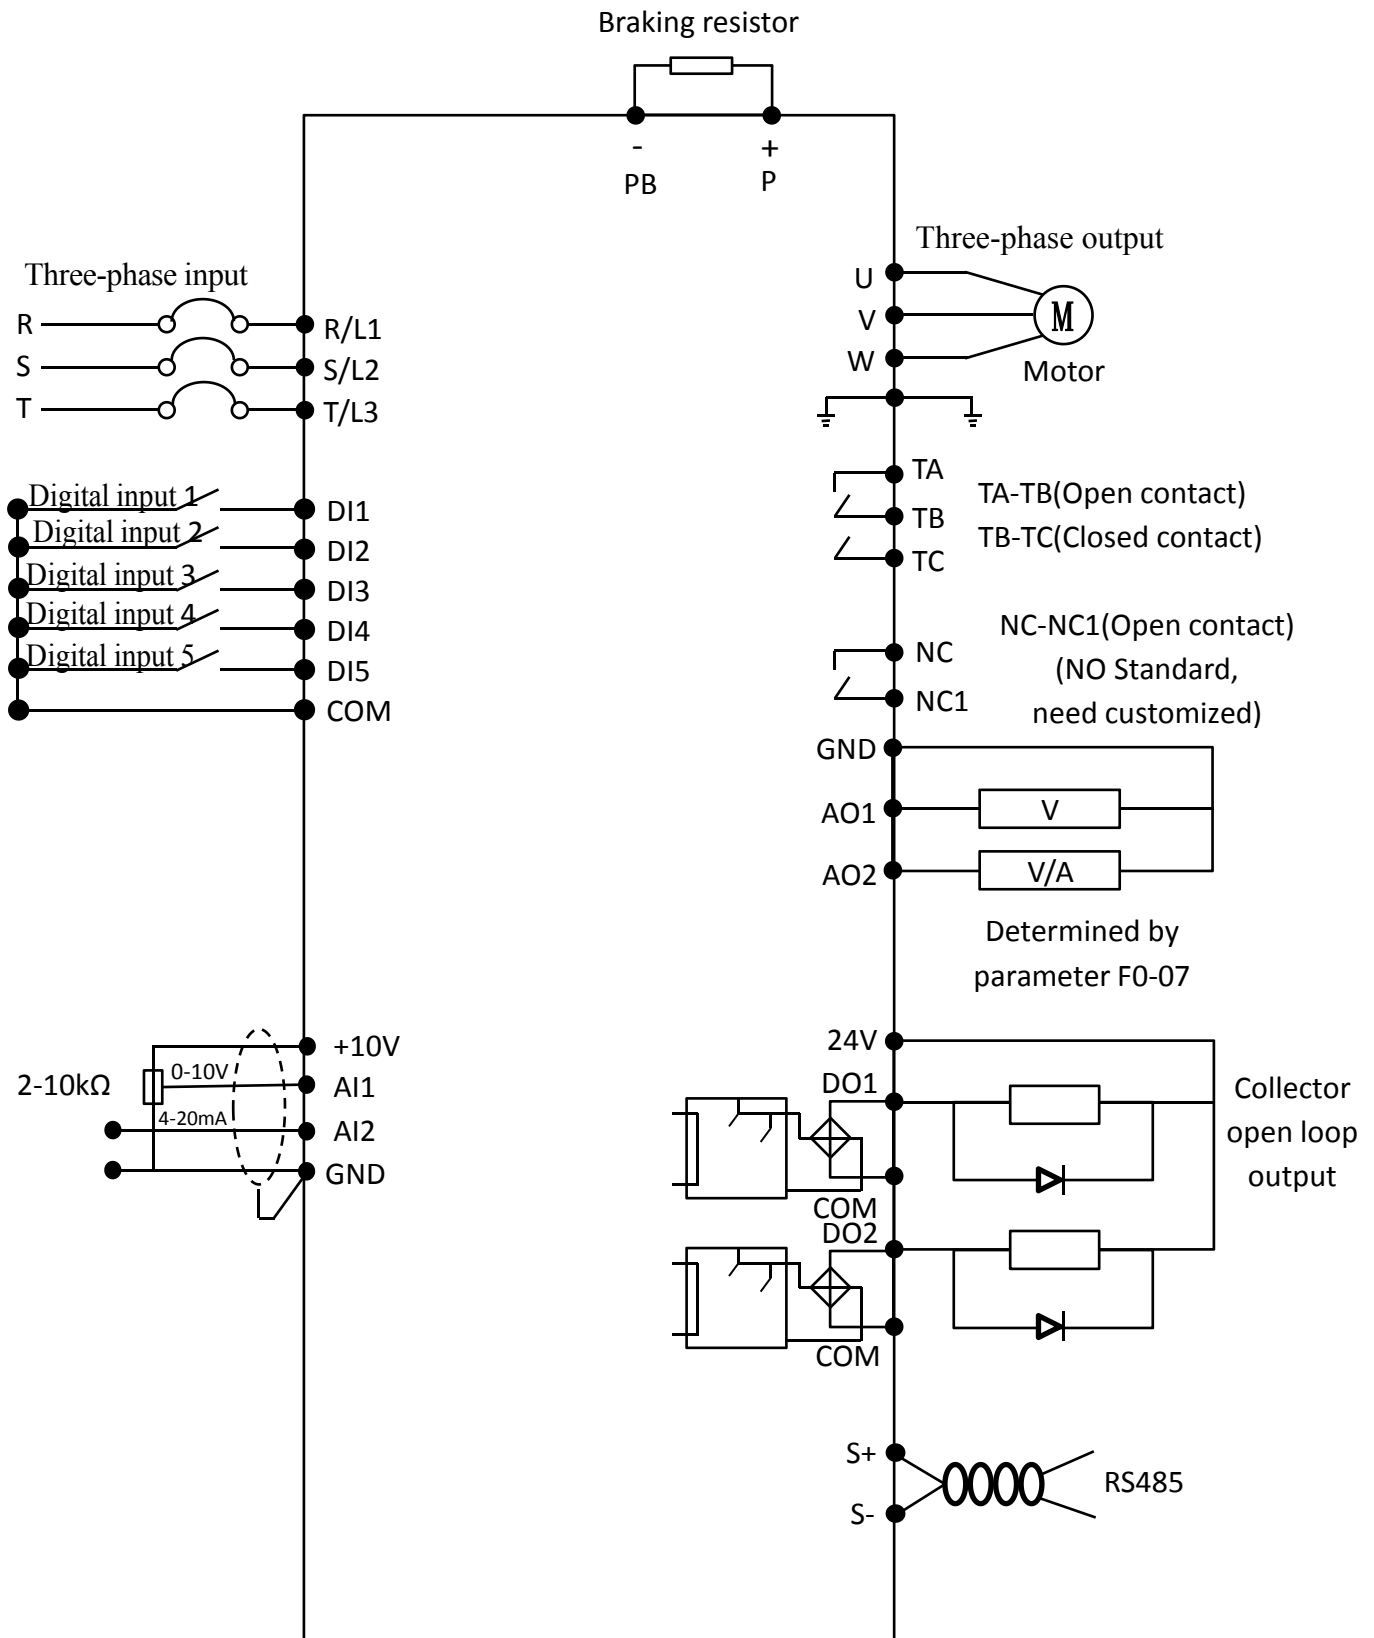 Braking resistor
-
+
PB
P
Three-phase output
U
V
W
M
Motor
Three-phase input
R
R/L1
S
S/L2
T
T/L3
Digital input 1
DI1
Digital input 2
DI2
Digital input 3
DI3
Digital input 4
DI4
Digital input 5
DI5
COM
TA
TB
TC
TA-TB(Open contact)
TB-TC(Closed contact)
NC
NC1
NC-NC1(Open contact)
(NO Standard,
need customized)
GND
AO1
V
AO2
V/A
Determined by
parameter F0-07
+10V
2-10kΩ
0-10V
AI1
4-20mA
AI2
GND
24V
DO1
COM
DO2
COM
Collector
open loop
output
S+
S-
RS485